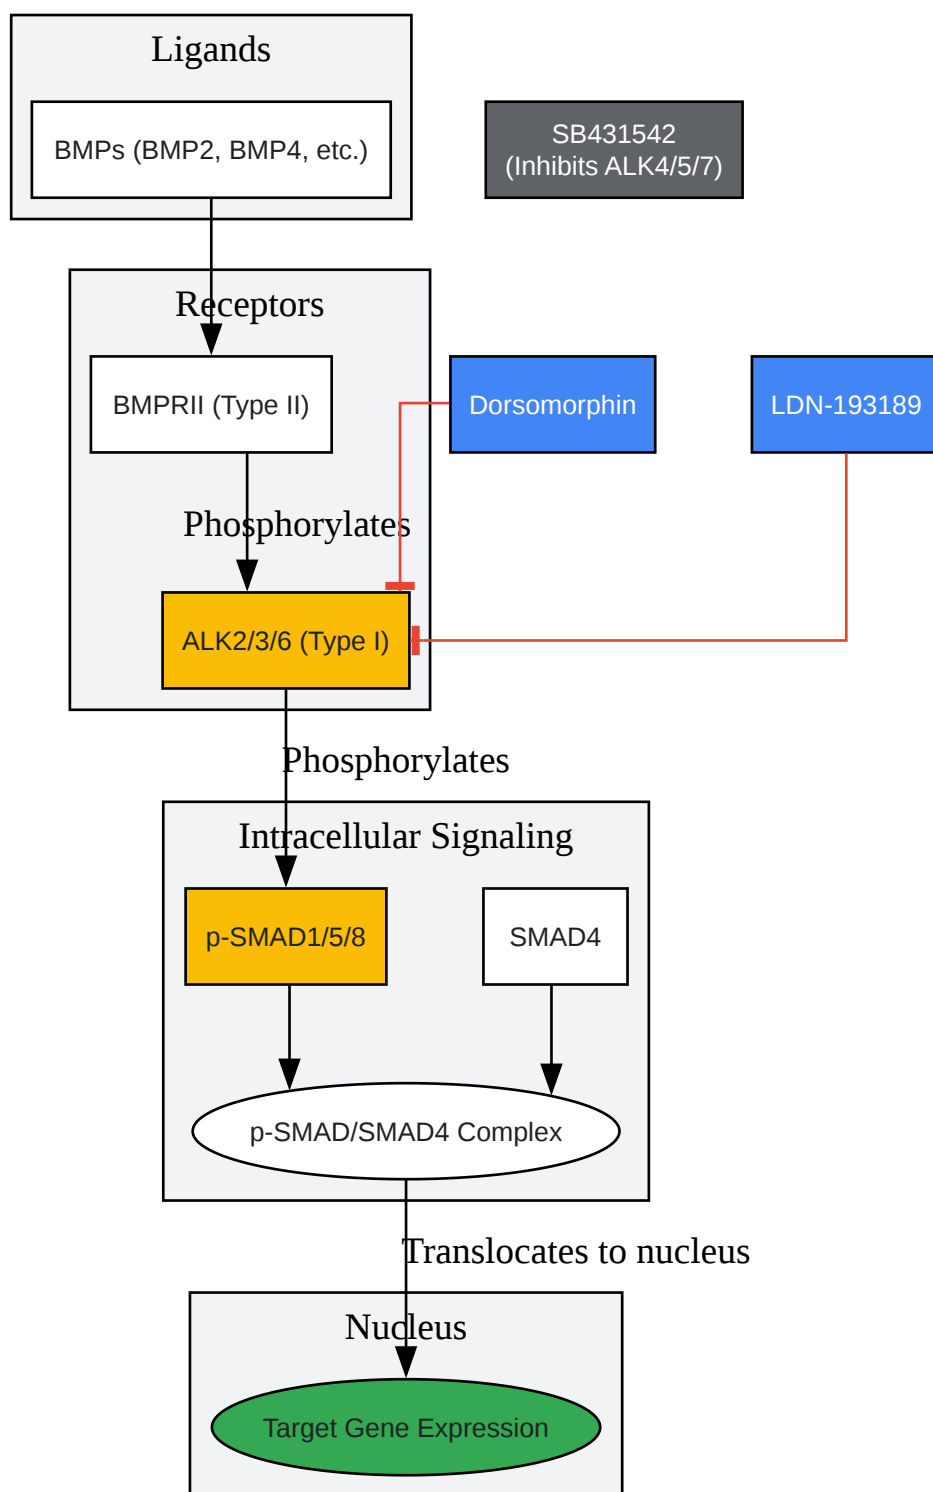 Ligands
BMPs (BMP2, BMP4, etc.)
SB431542
(Inhibits ALK4/5/7)
Receptors
BMPRII (Type II)
Dorsomorphin
LDN-193189
Phosphorylates
ALK2/3/6 (Type I)
Phosphorylates
Intracellular Signaling
p-SMAD1/5/8
SMAD4
p-SMAD/SMAD4 Complex
Translocates to nucleus
Nucleus
Target Gene Expression